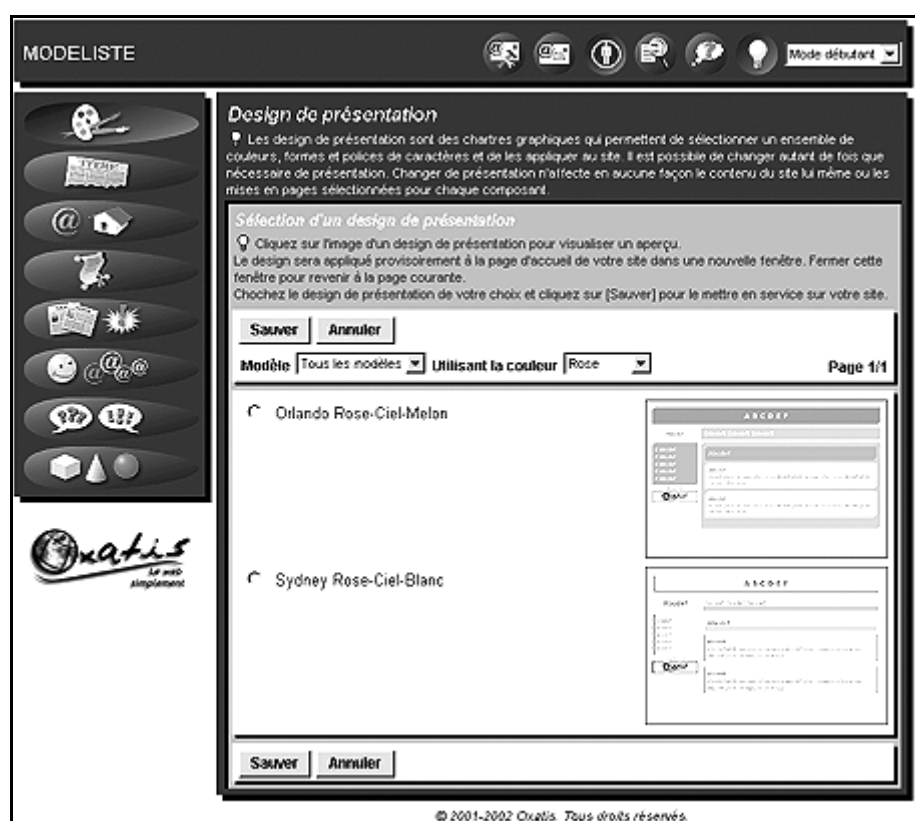 MODELISTE
Mode débutant
Design de présentation
Les design de présentation sont des chartres graphiques qui permettent de sélectionner un ensemble de
couleurs, formes et polices de caractères et de les appliquer au site. Il est possible de changer autant de fois que
nécessaire de présentation. Changer de présentation n'affecte en aucune façon le contenu du site lui même ou les
mises en pages sélectionnées pour chaque composant.
Sélection d'un design de présentation
Cliquez sur l'image d'un design de présentation pour visualiser un aperçu.
Le design sera appliqué provisoirement à la page d'accueil de votre site dans une nouvelle fenêtre. Fermer cette
fenêtre pour revenir à la page courante.
Chochez le design de présentation de votre choix et cliquez sur [Sauver] pour le mettre en service sur votre site.
Sauver Annuler
Modèle Tous les modèles Utilisant la couleur Rose Page 1/1
Orlando Rose-Ciel-Melon
ABCDEF
Sydney Rose-Ciel-Blanc
ABCDEF
Oxatis
Le web
simplement
Sauver Annuler
© 2001-2002 Oxatis. Tous droits réservés.